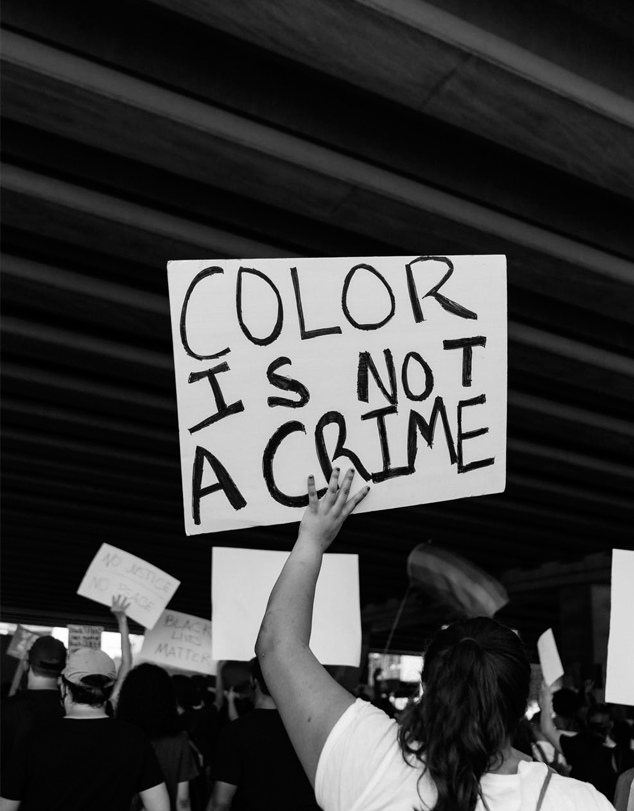 COLOR
IS NOT
A CRIME
NO JUSTICE
NO PEACE
BLACK
LIVES
MATTER